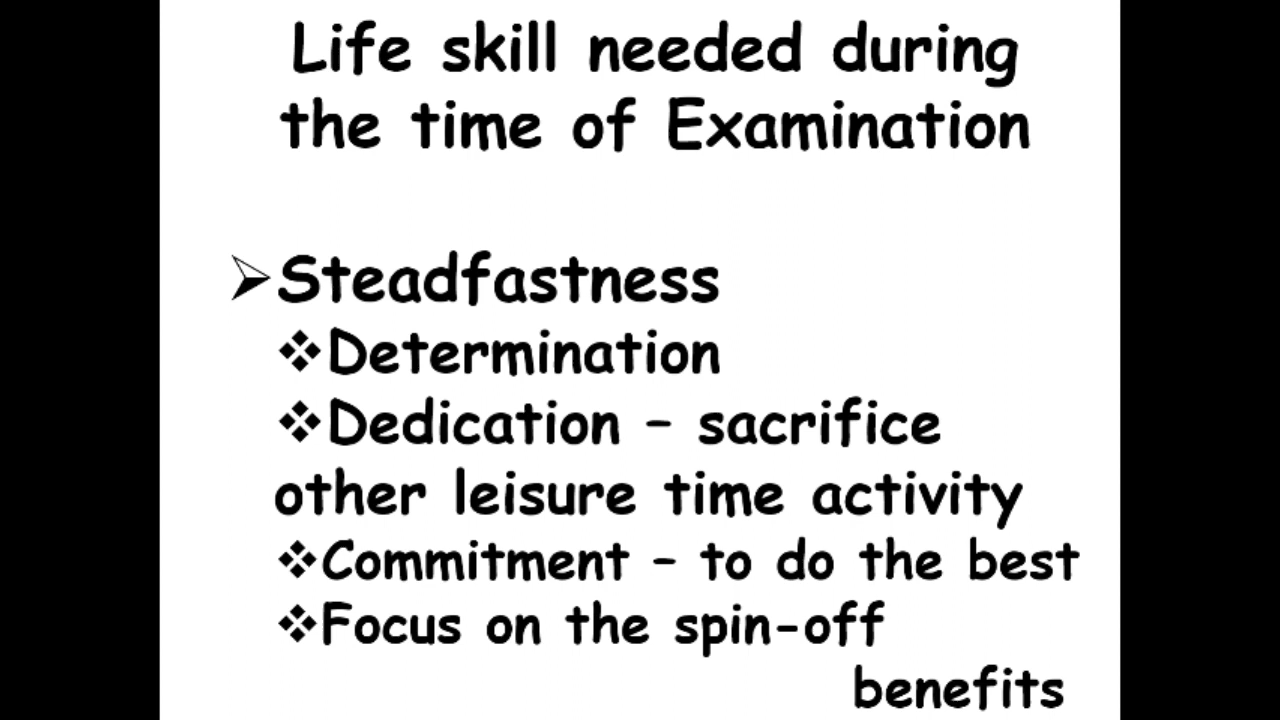 Life skill needed during
the time of Examination
➢Steadfastness
❖Determination
❖Dedication – sacrifice
other leisure time activity
❖Commitment – to do the best
❖Focus on the spin-off
benefits